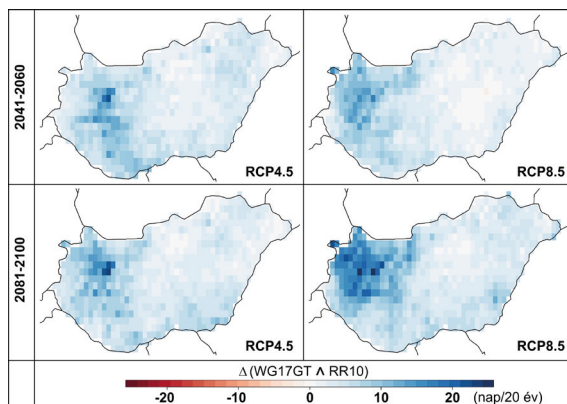 2041-2060
RCP4.5
RCP8.5
2081-2100
RCP4.5
RCP8.5
Δ (WG17GT ∧ RR10)
-20 -10 0 10 20 (nap/20 év)